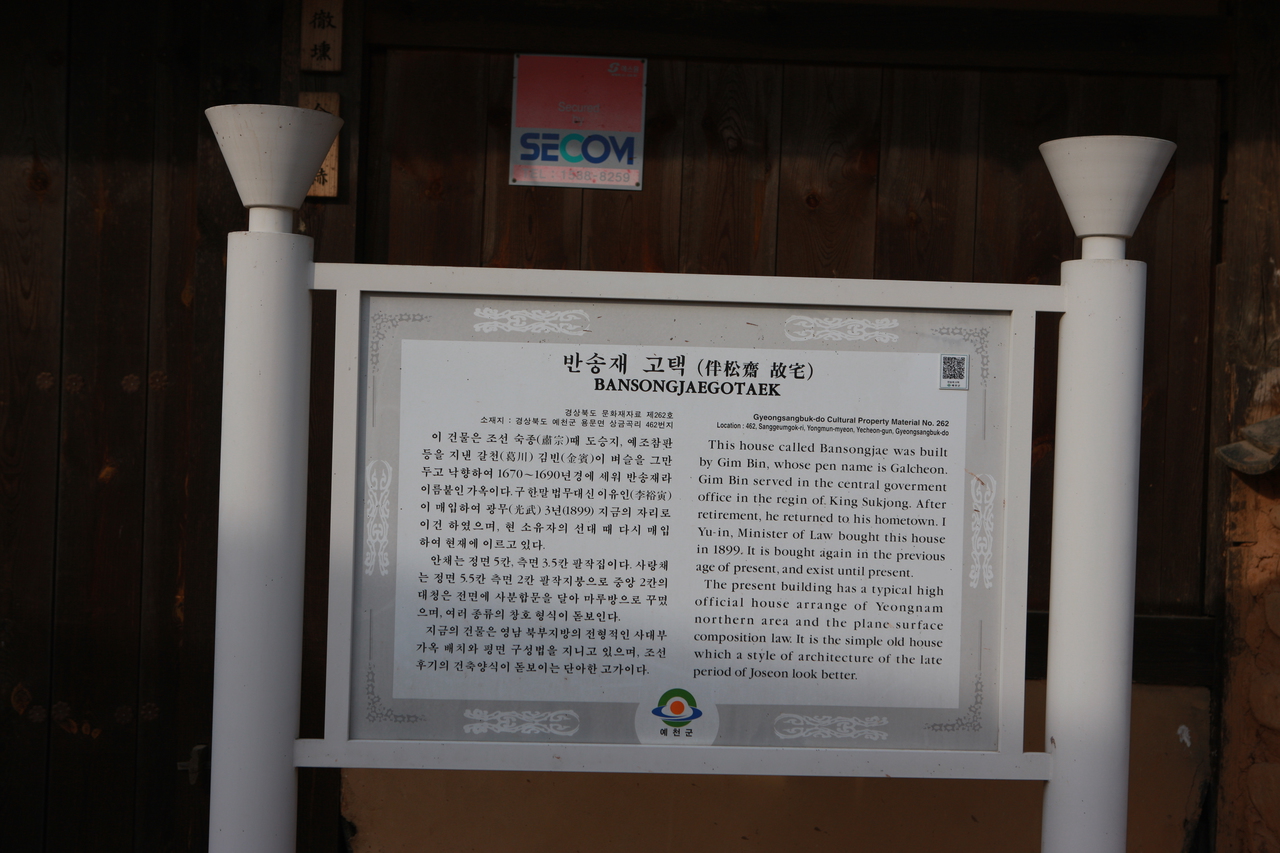 徽
壎
Secured
SECOM
TEL : 1588-8259
반송재 고택 (伴松齋 故宅)
BANSONGJAEGOTAEK
경상북도 문화재자료 제262호
소재지 : 경상북도 예천군 용문면 상금곡리 462번지
이 건물은 조선 숙종(肅宗)때 도승지, 예조참판
등을 지낸 갈천(葛川) 김빈(金賓)이 벼슬을 그만
두고 낙향하여 1670~1690년경에 세워 반송재라
이름붙인 가옥이다. 구한말 법무대신 이유인(李裕寅)
이 매입하여 광무(光武) 3년(1899) 지금의 자리로
이건 하였으며, 현 소유자의 선대 때 다시 매입
하여 현재에 이르고 있다.
안채는 정면 5칸, 측면 3.5칸 팔작집이다. 사랑채
는 정면 5.5칸 측면 2칸 팔작지붕으로 중앙 2칸의
대청은 전면에 사분합문을 달아 마루방으로 꾸몄
으며, 여러 종류의 창호 형식이 돋보인다.
지금의 건물은 영남 북부지방의 전형적인 사대부
가옥 배치와 평면 구성법을 지니고 있으며, 조선
후기의 건축양식이 돋보이는 단아한 고가이다.
Gyeongsangbuk-do Cultural Property Material No. 262
Location : 462, Sanggeumgok-ri, Yongmun-myeon, Yecheon-gun, Gyeongsangbuk-do
This house called Bansongjae was built
by Gim Bin, whose pen name is Galcheon.
Gim Bin served in the central goverment
office in the regin of King Sukjong. After
retirement, he returned to his hometown. I
Yu-in, Minister of Law bought this house
in 1899. It is bought again in the previous
age of present, and exist until present.
The present building has a typical high
official house arrange of Yeongnam
northern area and the plane surface
composition law. It is the simple old house
which a style of architecture of the late
period of Joseon look better.
예천군